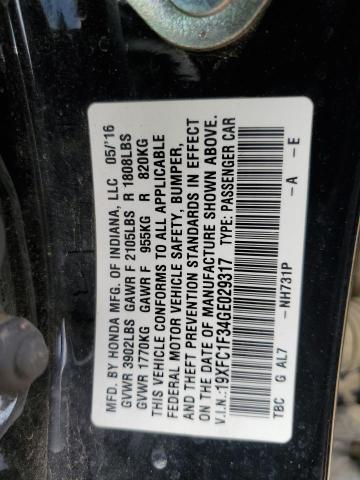 MFD. BY HONDA MFG. OF INDIANA, LLC 05/'16
GVWR 3902LBS GAWR F 2105LBS R 1808LBS
GVWR 1770KG GAWR F 955KG R 820KG
THIS VEHICLE CONFORMS TO ALL APPLICABLE
FEDERAL MOTOR VEHICLE SAFETY, BUMPER,
AND THEFT PREVENTION STANDARDS IN EFFECT
ON THE DATE OF MANUFACTURE SHOWN ABOVE.
V.I.N.:19XFC1F34GE029317 TYPE: PASSENGER CAR
TBC G AL7 -NH731P -A -E